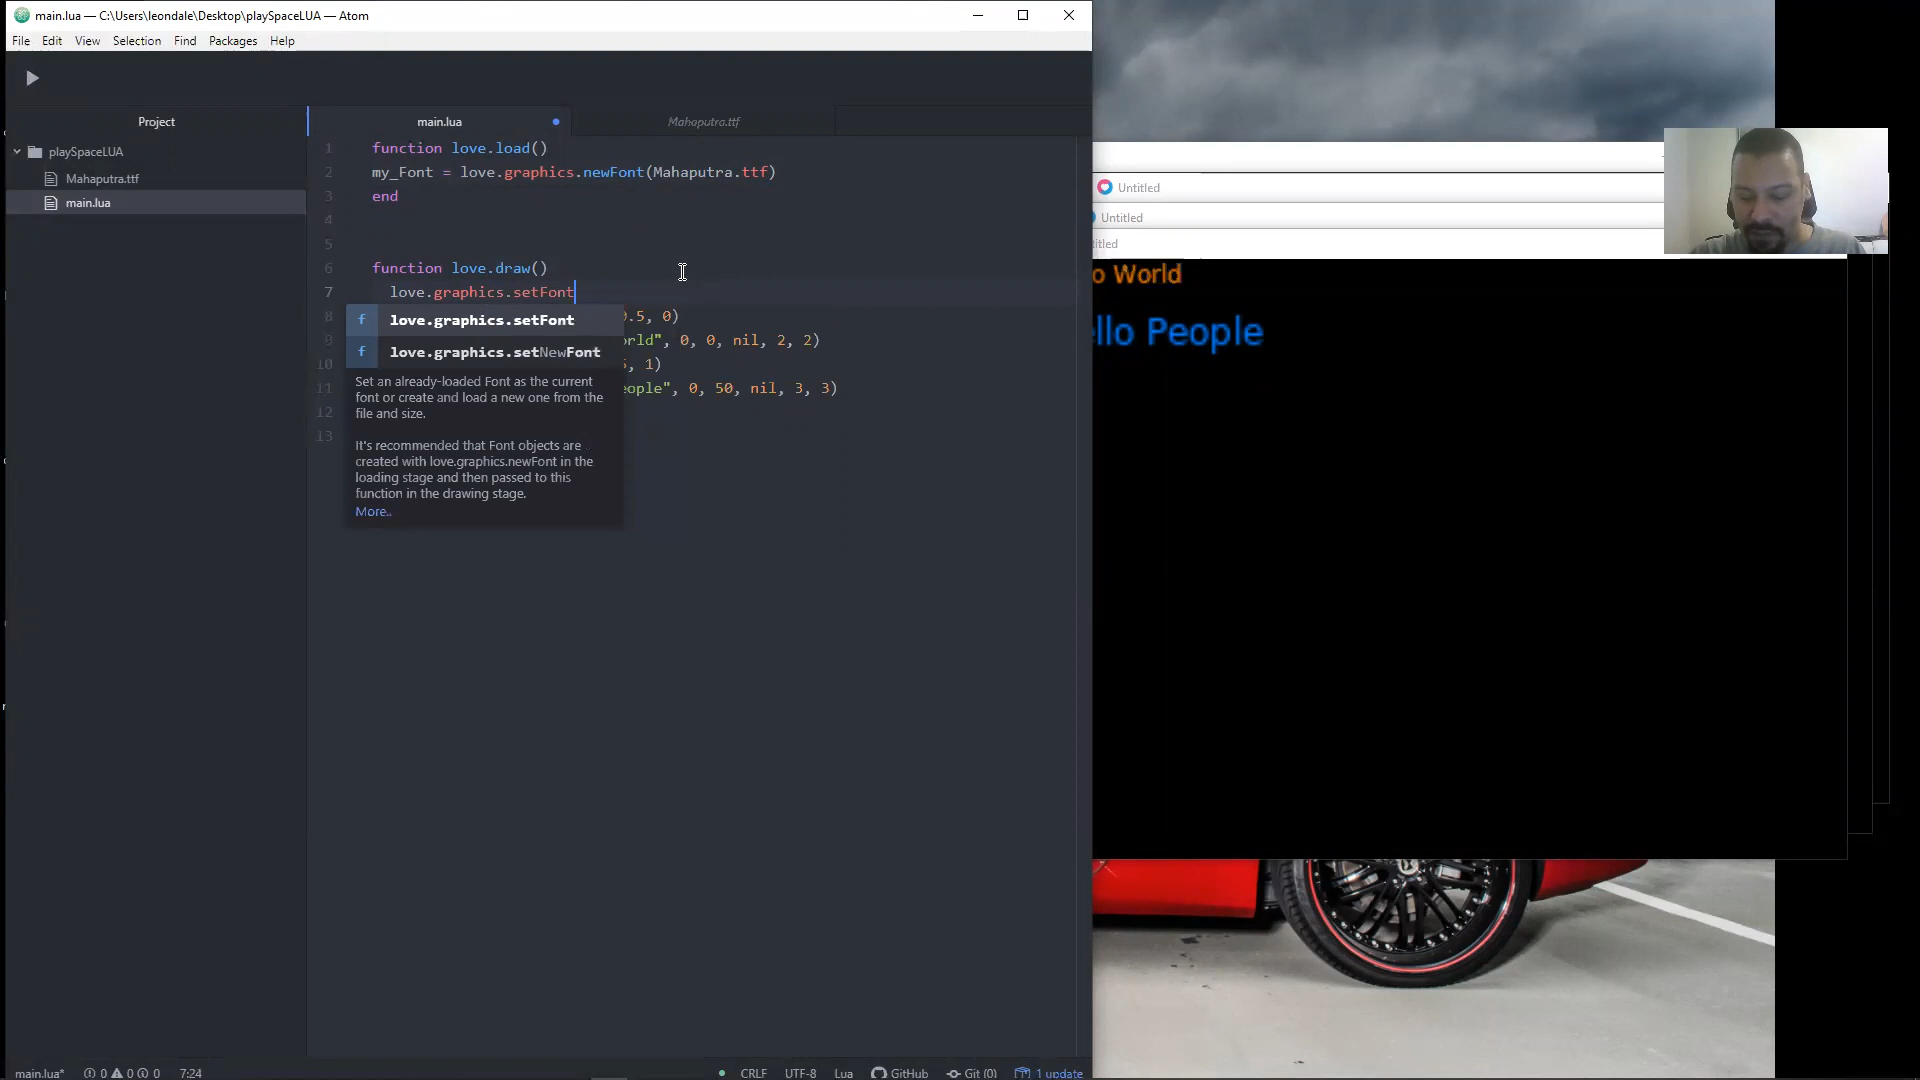 main.lua — C:\Users\leondale\Desktop\playSpaceLUA — Atom
File Edit View Selection Find Packages Help
Project
main.lua
Mahaputra.ttf
playSpaceLUA
Mahaputra.ttf
main.lua
1 function love.load()
2 my_Font = love.graphics.newFont(Mahaputra.ttf)
3 end
4
5
6 function love.draw()
7 love.graphics.setFont
8 0.5, 0)
9 rld", 0, 0, nil, 2, 2)
10 5, 1)
11 eople", 0, 50, nil, 3, 3)
12
13
f love.graphics.setFont
f love.graphics.setNewFont
Set an already-loaded Font as the current
font or create and load a new one from the
file and size.
It's recommended that Font objects are
created with love.graphics.newFont in the
loading stage and then passed to this
function in the drawing stage.
More..
Untitled
Untitled
titled
o World
ello People
main.lua* 0 0 0 7:24 CRLF UTF-8 Lua GitHub Git (0) 1 update